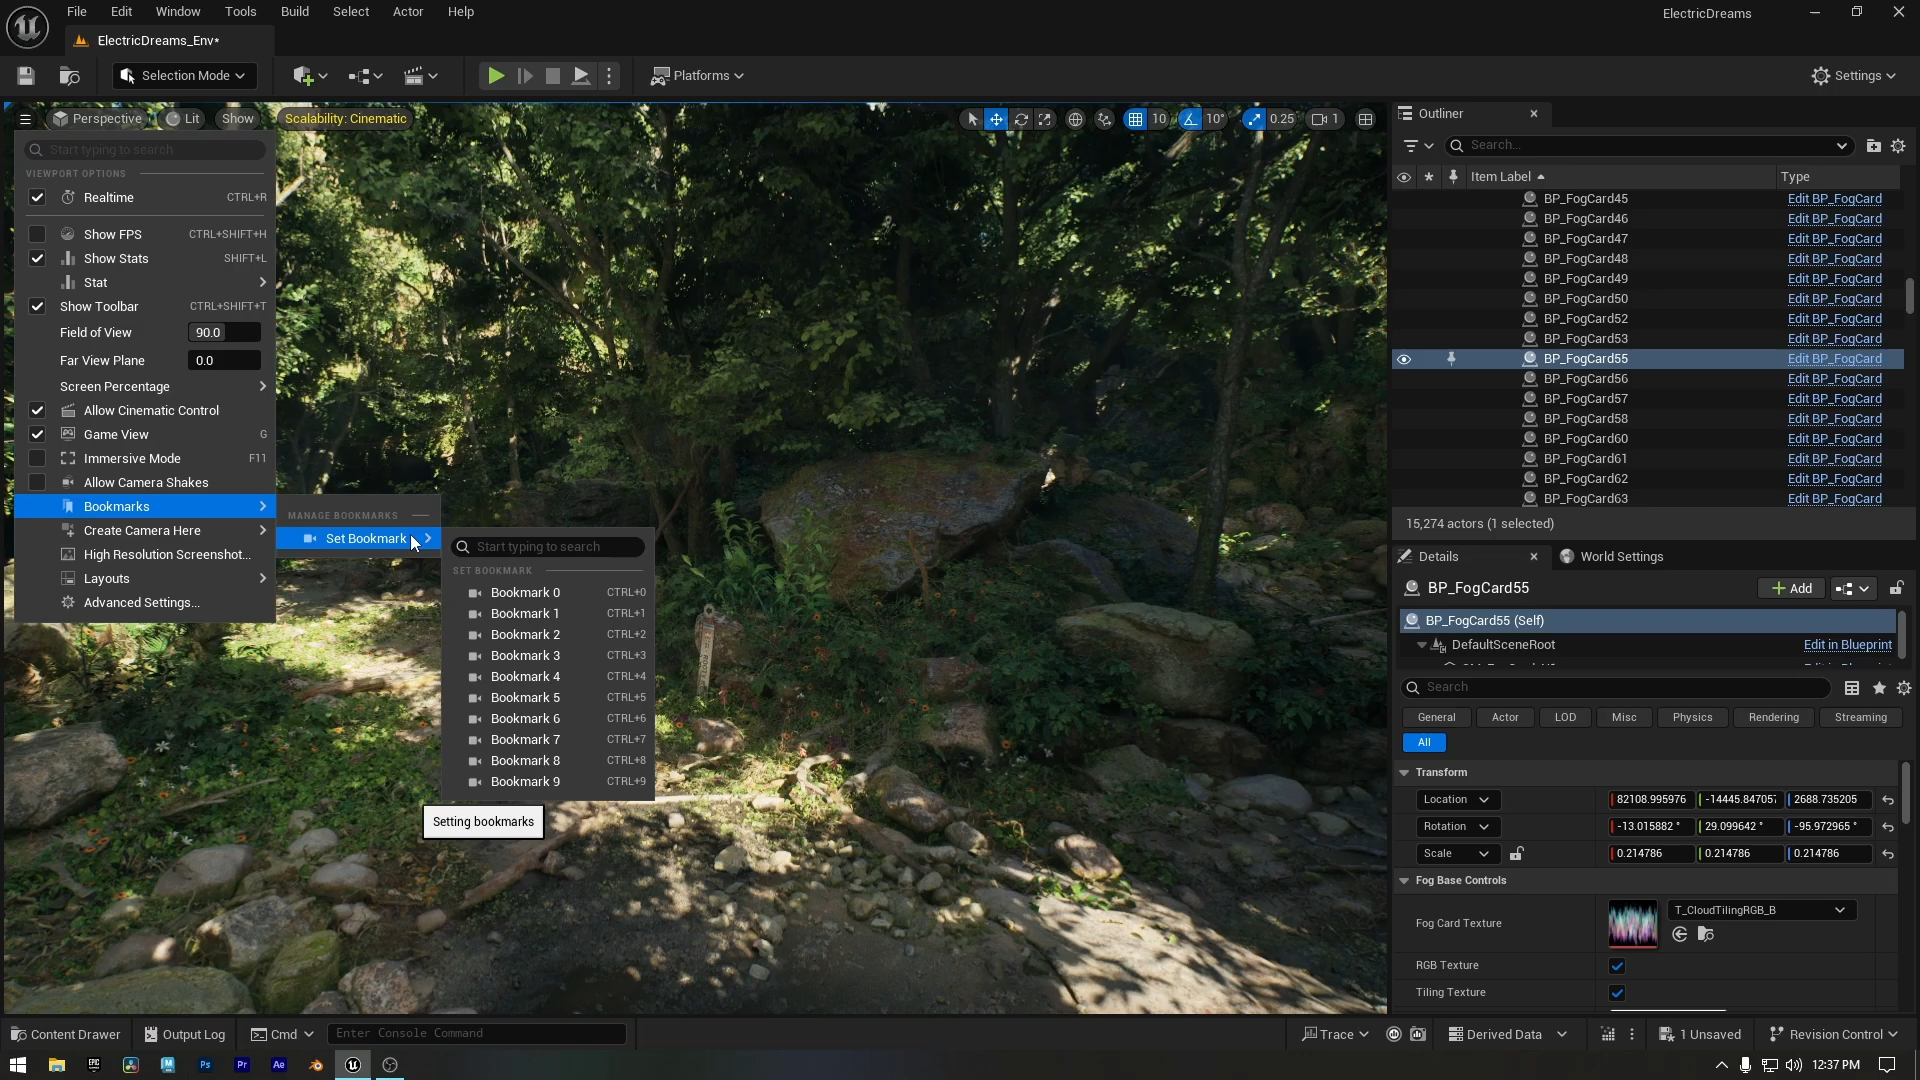 File Edit Window Tools Build Select Actor Help
ElectricDreams
ElectricDreams_Env*
Selection Mode
Platforms
Settings
Perspective Lit Show Scalability: Cinematic
10 10° 0.25 1
Start typing to search
VIEWPORT OPTIONS
Realtime CTRL+R
Show FPS CTRL+SHIFT+H
Show Stats SHIFT+L
Stat
Show Toolbar CTRL+SHIFT+T
Field of View 90.0
Far View Plane 0.0
Screen Percentage
Allow Cinematic Control
Game View G
Immersive Mode F11
Allow Camera Shakes
Bookmarks
Create Camera Here
High Resolution Screenshot...
Layouts
Advanced Settings...
MANAGE BOOKMARKS
Set Bookmark
Start typing to search
SET BOOKMARK
Bookmark 0 CTRL+0
Bookmark 1 CTRL+1
Bookmark 2 CTRL+2
Bookmark 3 CTRL+3
Bookmark 4 CTRL+4
Bookmark 5 CTRL+5
Bookmark 6 CTRL+6
Bookmark 7 CTRL+7
Bookmark 8 CTRL+8
Bookmark 9 CTRL+9
Setting bookmarks
Outliner
Search...
Item Label Type
BP_FogCard45 Edit BP_FogCard
BP_FogCard46 Edit BP_FogCard
BP_FogCard47 Edit BP_FogCard
BP_FogCard48 Edit BP_FogCard
BP_FogCard49 Edit BP_FogCard
BP_FogCard50 Edit BP_FogCard
BP_FogCard52 Edit BP_FogCard
BP_FogCard53 Edit BP_FogCard
BP_FogCard55 Edit BP_FogCard
BP_FogCard56 Edit BP_FogCard
BP_FogCard57 Edit BP_FogCard
BP_FogCard58 Edit BP_FogCard
BP_FogCard60 Edit BP_FogCard
BP_FogCard61 Edit BP_FogCard
BP_FogCard62 Edit BP_FogCard
BP_FogCard63 Edit BP_FogCard
15,274 actors (1 selected)
Details World Settings
BP_FogCard55 Add
BP_FogCard55 (Self)
DefaultSceneRoot Edit in Blueprint
Search
General Actor LOD Misc Physics Rendering Streaming
All
Transform
Location 82108.995976 -14445.847057 2688.735205
Rotation -13.015882 ° 29.099642 ° -95.972965 °
Scale 0.214786 0.214786 0.214786
Fog Base Controls
Fog Card Texture T_CloudTilingRGB_B
RGB Texture
Tiling Texture
Content Drawer Output Log Cmd Enter Console Command
Trace Derived Data 1 Unsaved Revision Control
EPIC Ps Pr Ae
12:37 PM